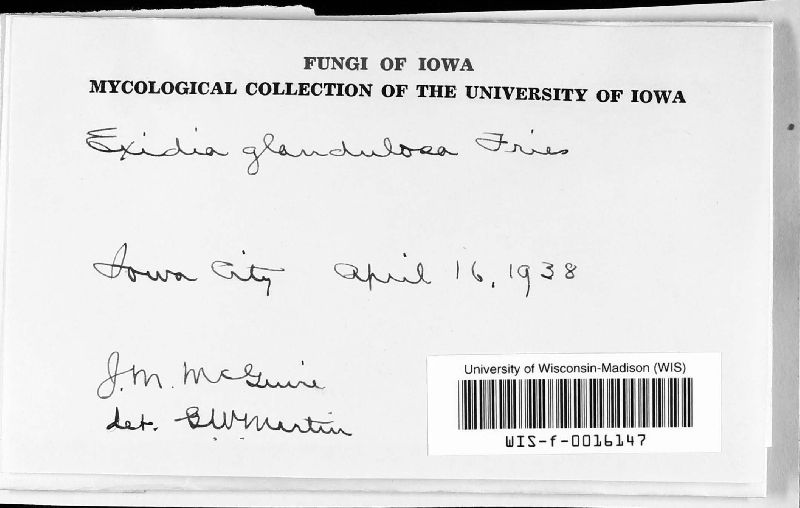 FUNGI OF IOWA
MYCOLOGICAL COLLECTION OF THE UNIVERSITY OF IOWA
Exidia glandulosa Fries
Iowa City April 16, 1938
J.M. McGuire
det. GWMartin
University of Wisconsin-Madison (WIS)
WIS-f-0016147